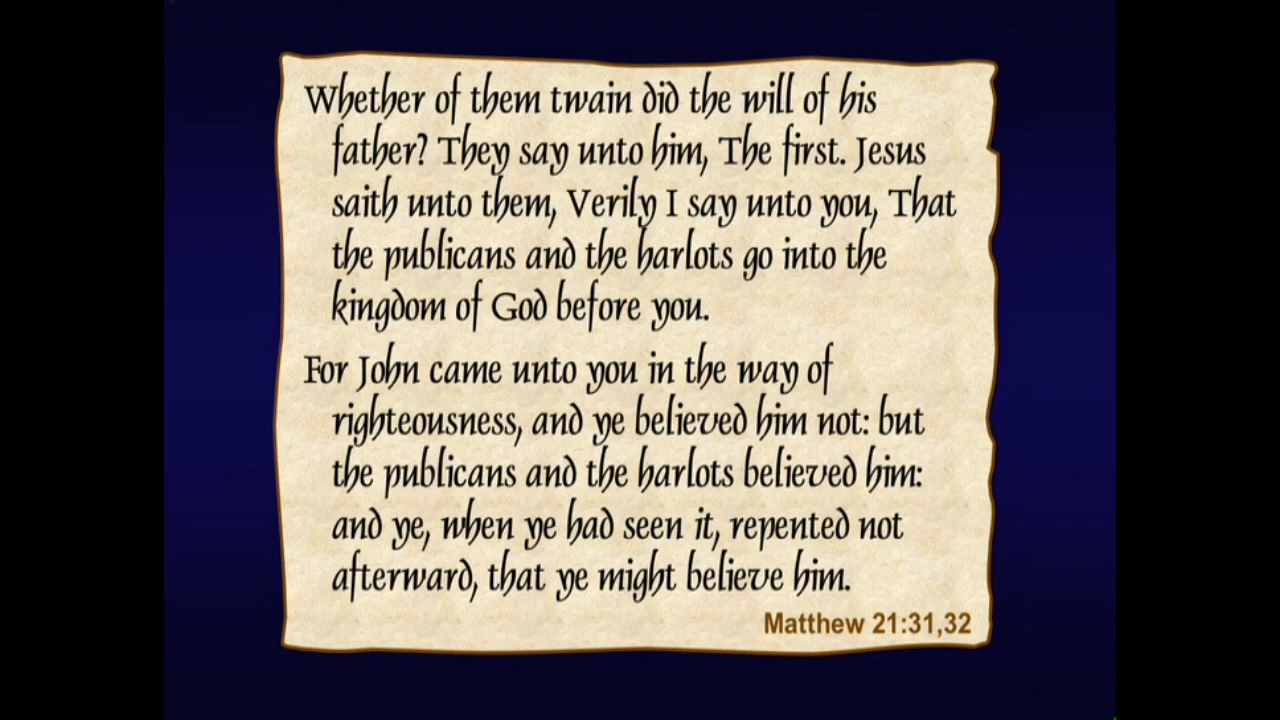 Whether of them twain did the will of his
father? They say unto him, The first. Jesus
saith unto them, Verily I say unto you, That
the publicans and the harlots go into the
kingdom of God before you.
For John came unto you in the way of
righteousness, and ye believed him not: but
the publicans and the harlots believed him:
and ye, when ye had seen it, repented not
afterward, that ye might believe him.
Matthew 21:31,32